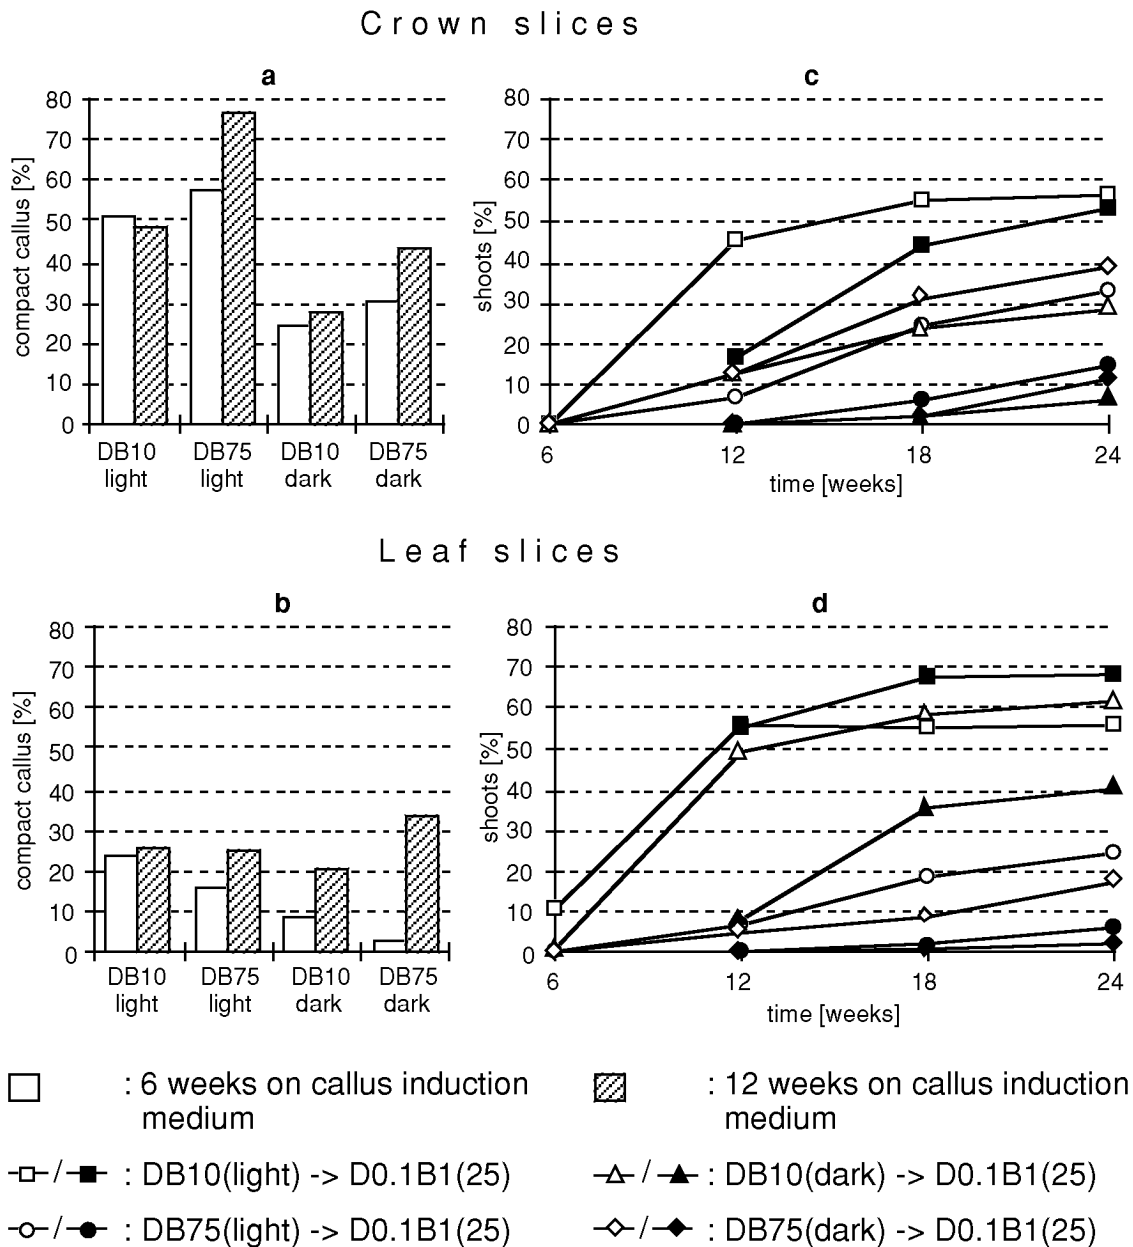 Crown slices
a
compact callus [%]
80
70
60
50
40
30
20
10
0
DB10 DB75 DB10 DB75
light light dark dark
c
shoots [%]
80
70
60
50
40
30
20
10
0
6 12 18 24
time [weeks]
Leaf slices
b
compact callus [%]
80
70
60
50
40
30
20
10
0
DB10 DB75 DB10 DB75
light light dark dark
d
shoots [%]
80
70
60
50
40
30
20
10
0
6 12 18 24
time [weeks]
: 6 weeks on callus induction
medium
: 12 weeks on callus induction
medium
/ : DB10(light) -> D0.1B1(25)
/ : DB10(dark) -> D0.1B1(25)
/ : DB75(light) -> D0.1B1(25)
/ : DB75(dark) -> D0.1B1(25)